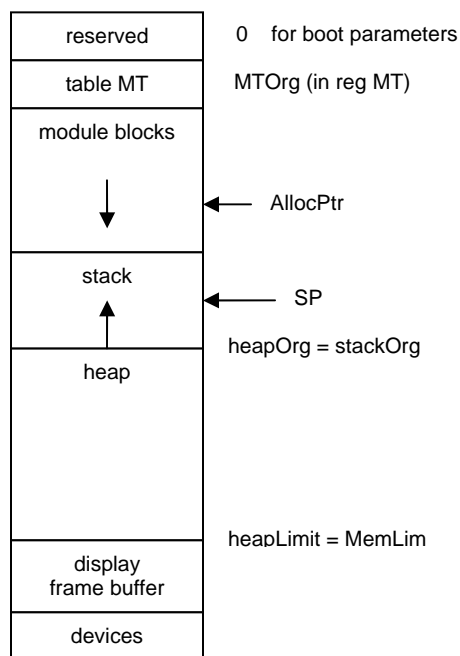 reserved 0 for boot parameters
table MT MTOrg (in reg MT)
module blocks
AllocPtr
stack
SP
heapOrg = stackOrg
heap
heapLimit = MemLim
display
frame buffer
devices